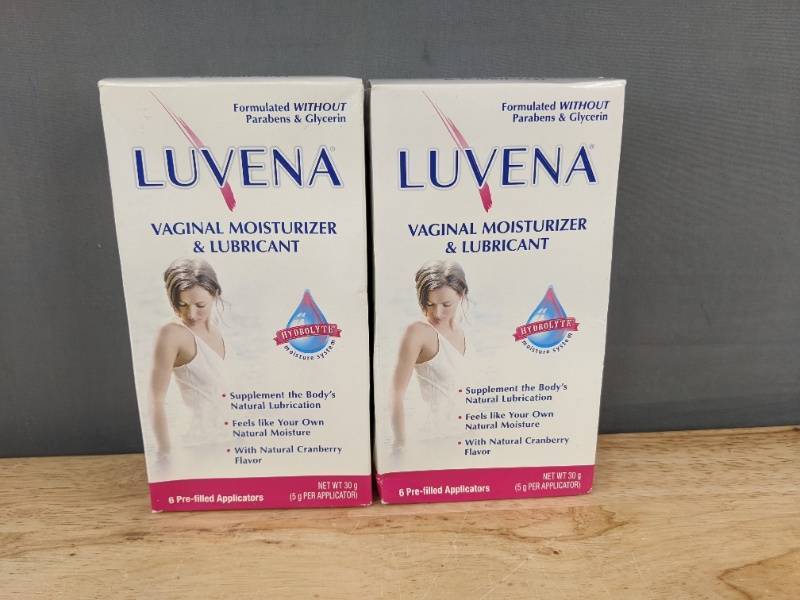 Formulated WITHOUT
Parabens & Glycerin
LUVENA®
VAGINAL MOISTURIZER
& LUBRICANT
HYDROLYTE
moisture system
• Supplement the Body's
Natural Lubrication
• Feels like Your Own
Natural Moisture
• With Natural Cranberry
Flavor
6 Pre-filled Applicators
NET WT 30 g
(5 g PER APPLICATOR)
Formulated WITHOUT
Parabens & Glycerin
LUVENA®
VAGINAL MOISTURIZER
& LUBRICANT
HYDROLYTE
moisture system
• Supplement the Body's
Natural Lubrication
• Feels like Your Own
Natural Moisture
• With Natural Cranberry
Flavor
6 Pre-filled Applicators
NET WT 30 g
(5 g PER APPLICATOR)